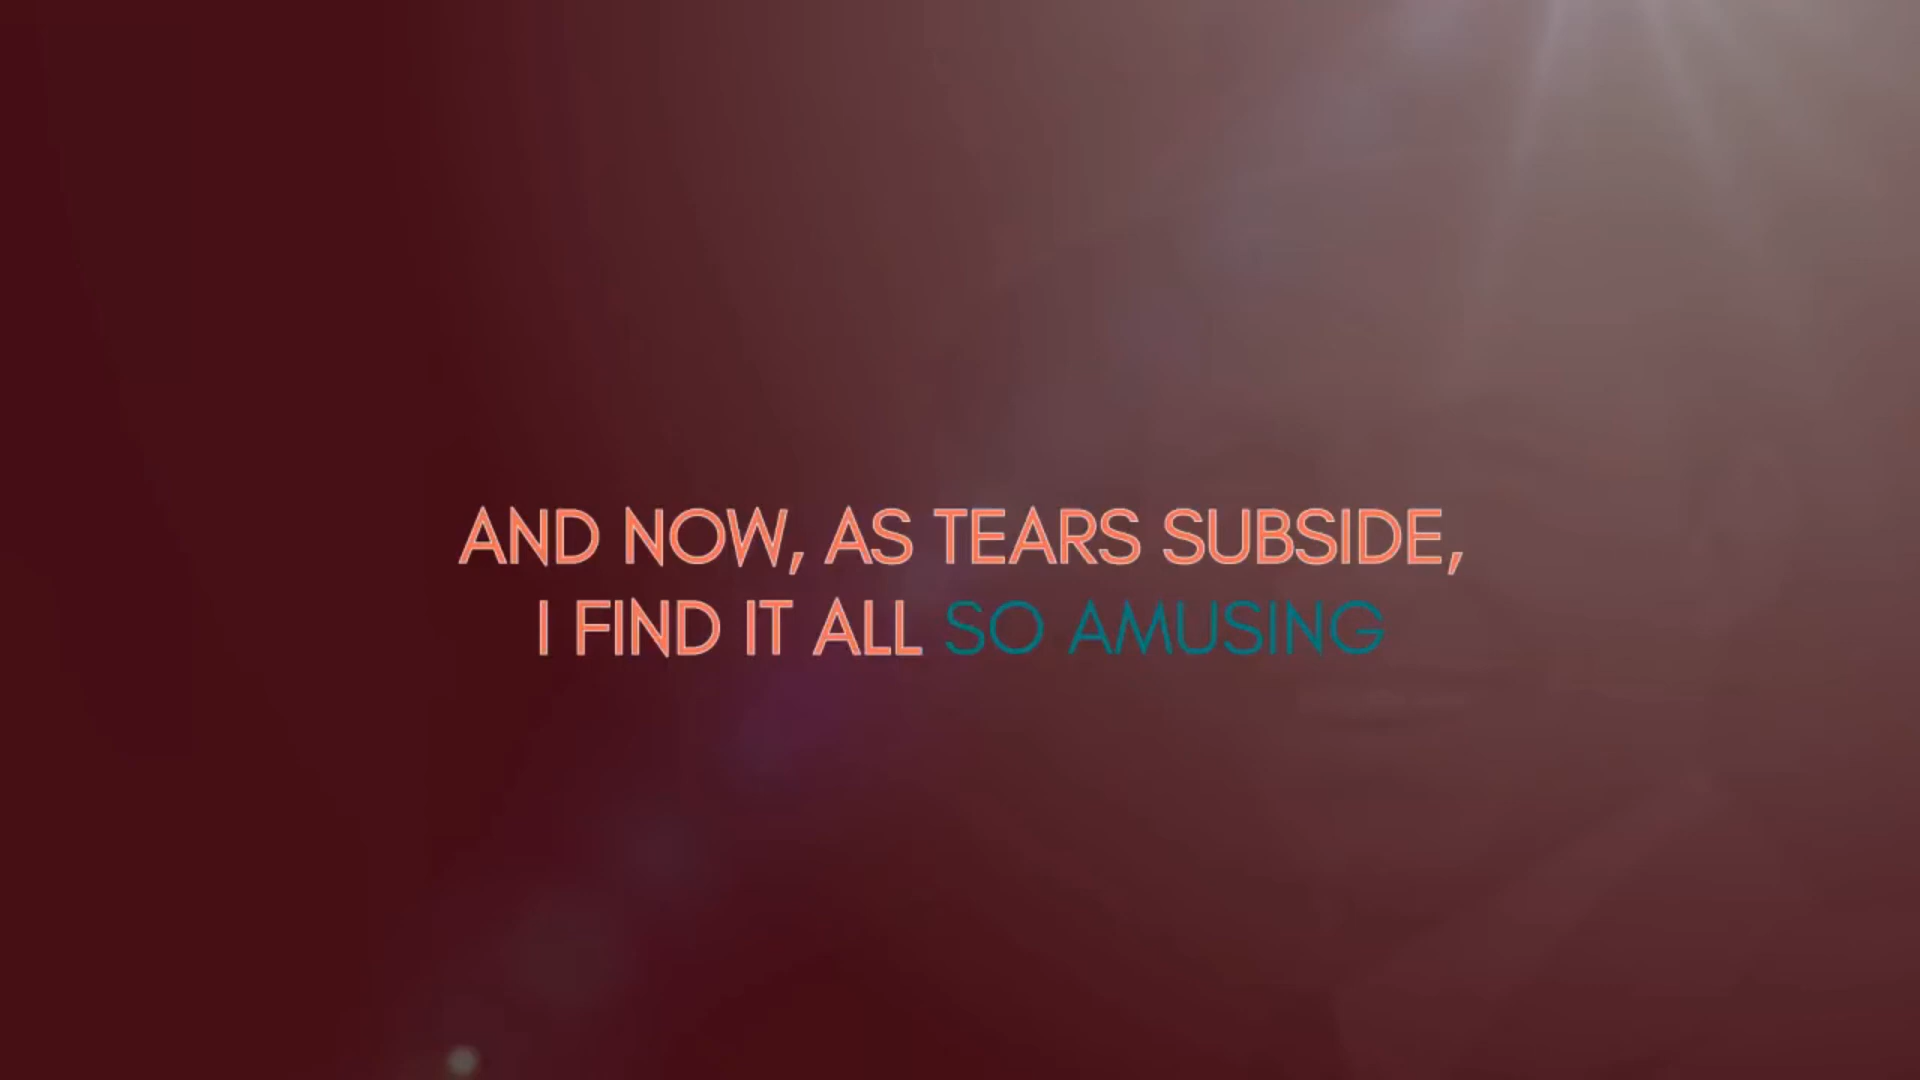 AND NOW, AS TEARS SUBSIDE,
I FIND IT ALL SO AMUSING